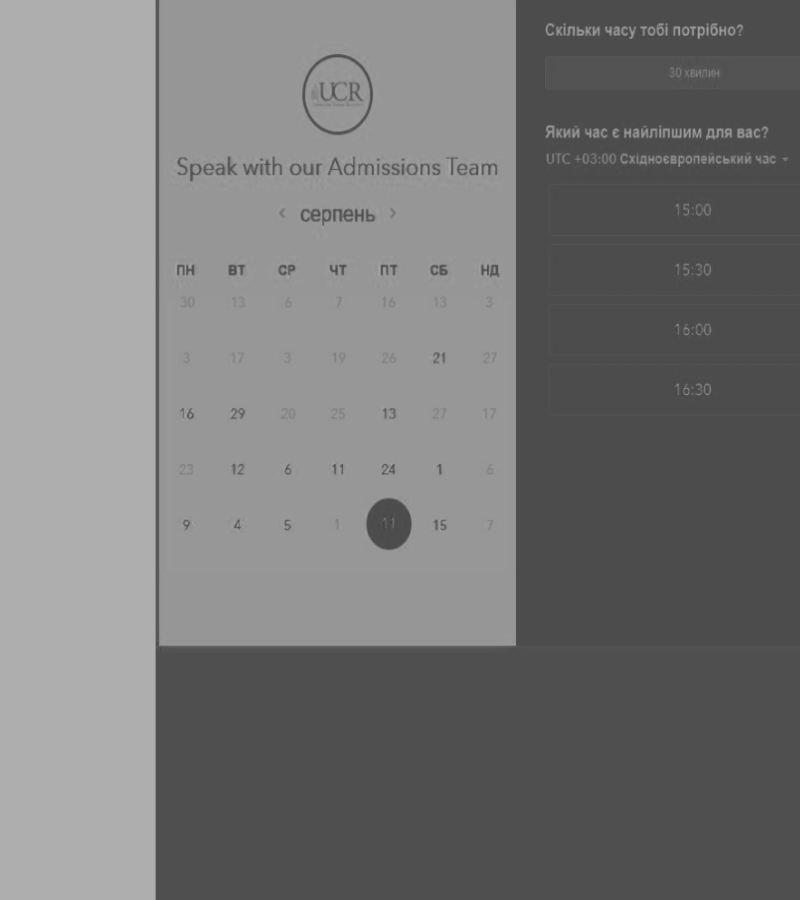 UCR
Speak with our Admissions Team
серпень
ПН ВТ СР ЧТ ПТ СБ НД
30 13 6 7 16 13 3
3 17 3 19 26 21 27
16 29 20 25 13 27 17
23 12 6 11 24 1 6
9 4 5 1 11 15 7
Скільки часу тобі потрібно?
30 хвилин
Який час є найліпшим для вас?
UTC +03:00 Східноєвропейський час
15:00
15:30
16:00
16:30